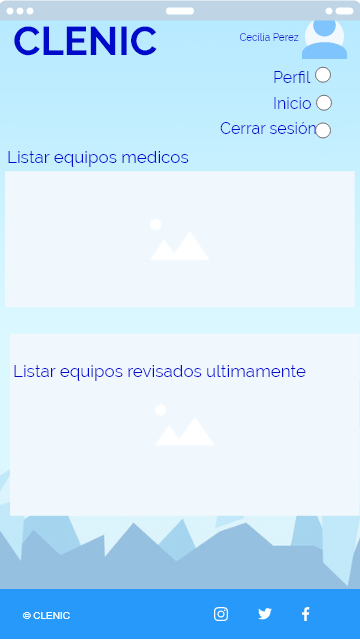 CLENIC
Cecilia Perez
Perfil
Inicio
Cerrar sesión
Listar equipos medicos
Listar equipos revisados ultimamente
© CLENIC